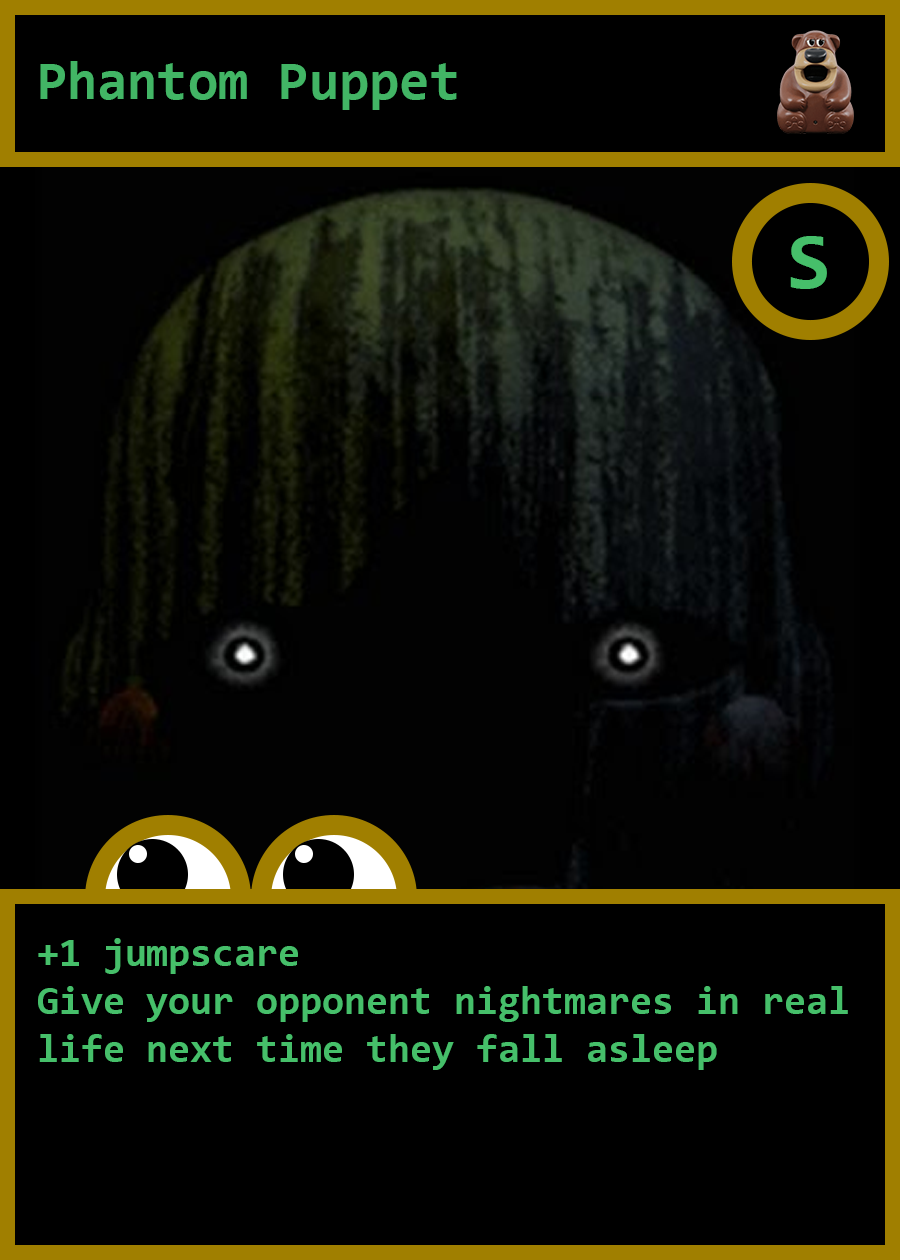 Phantom Puppet
S
+1 jumpscare
Give your opponent nightmares in real
life next time they fall asleep